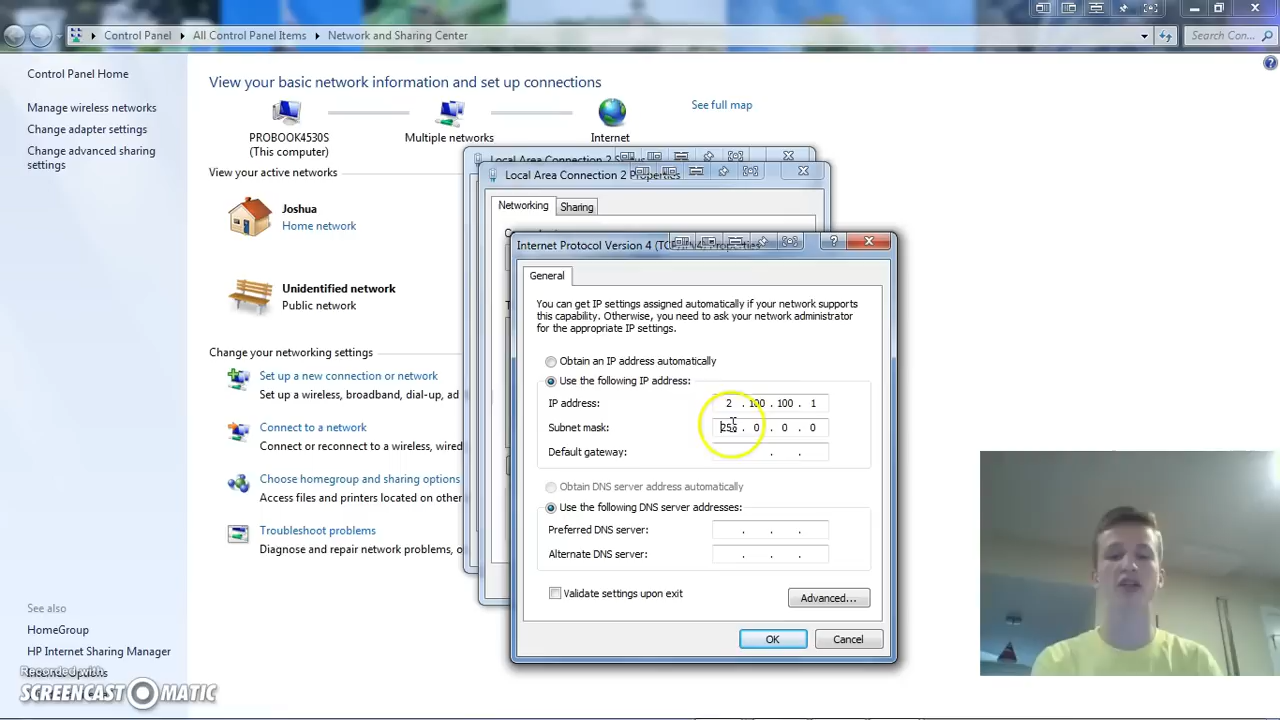 Control Panel
All Control Panel Items
Network and Sharing Center
Search Con...
Control Panel Home
Manage wireless networks
Change adapter settings
Change advanced sharing
settings
See also
HomeGroup
HP Internet Sharing Manager
Recorded with
SCREENCAST MATIC
View your basic network information and set up connections
See full map
PROBOOK4530S
(This computer)
Multiple networks
Internet
View your active networks
Joshua
Home network
Unidentified network
Public network
Change your networking settings
Set up a new connection or network
Set up a wireless, broadband, dial-up, ad
Connect to a network
Connect or reconnect to a wireless, wired
Choose homegroup and sharing options
Access files and printers located on other
Troubleshoot problems
Diagnose and repair network problems, o
Local Area Connection 2
Local Area Connection 2 Properties
Networking
Sharing
Internet Protocol Version 4
General
You can get IP settings assigned automatically if your network supports
this capability. Otherwise, you need to ask your network administrator
for the appropriate IP settings.
Obtain an IP address automatically
Use the following IP address:
IP address:
2 . 100 . 100 . 1
Subnet mask:
. 0 . 0 . 0
Default gateway:
. .
Obtain DNS server address automatically
Use the following DNS server addresses:
Preferred DNS server:
. . .
Alternate DNS server:
. . .
Validate settings upon exit
Advanced...
OK
Cancel